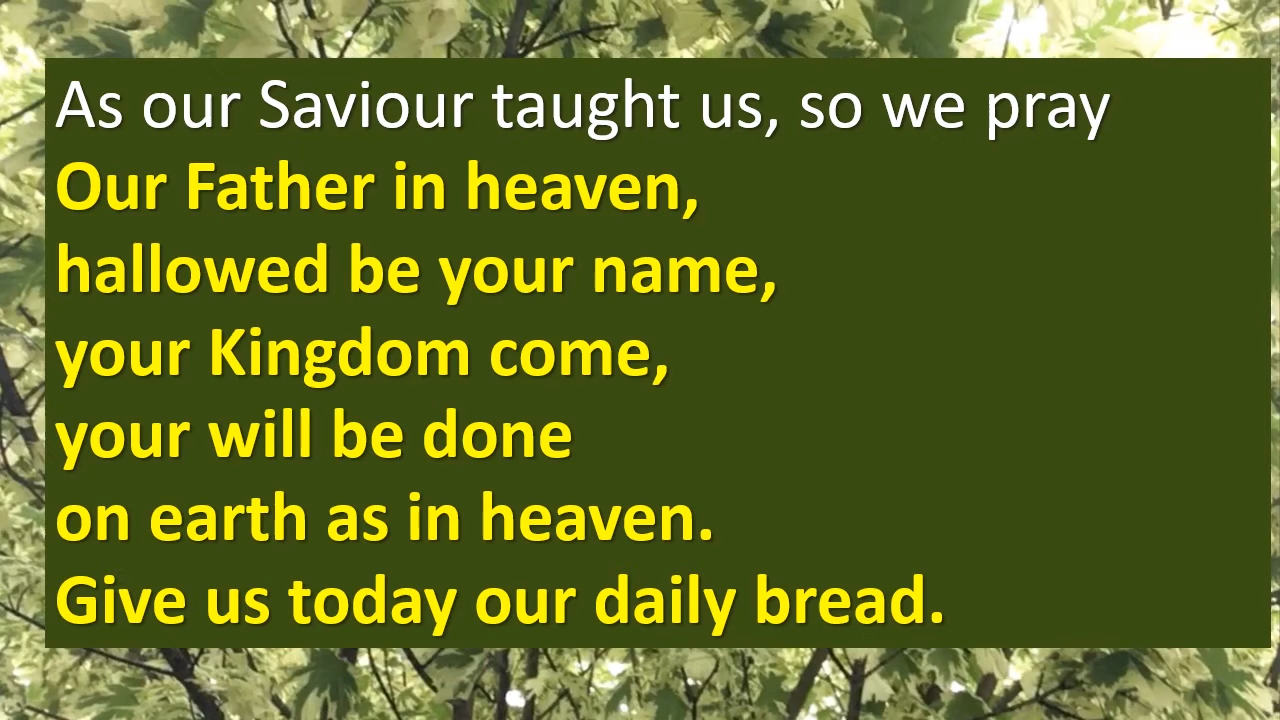 As our Saviour taught us, so we pray
Our Father in heaven,
hallowed be your name,
your Kingdom come,
your will be done
on earth as in heaven.
Give us today our daily bread.